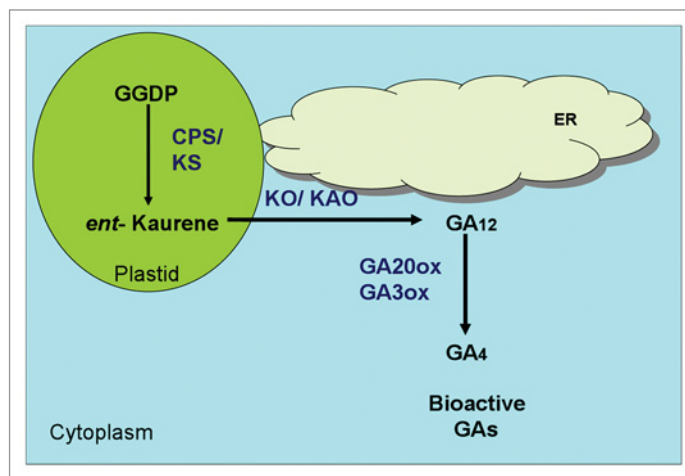 GGDP
CPS/
KS
ent- Kaurene
Plastid
ER
KO/ KAO
GA12
GA20ox
GA3ox
GA4
Bioactive
GAs
Cytoplasm